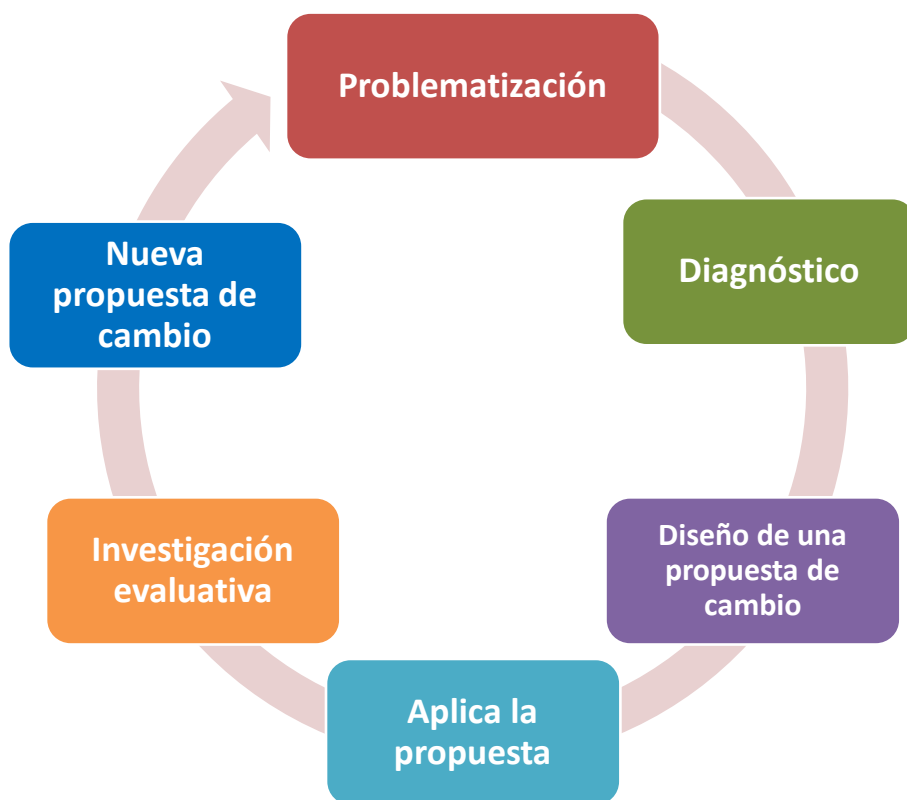 Problematización
Diagnóstico
Diseño de una
propuesta de
cambio
Aplica la
propuesta
Investigación
evaluativa
Nueva
propuesta de
cambio